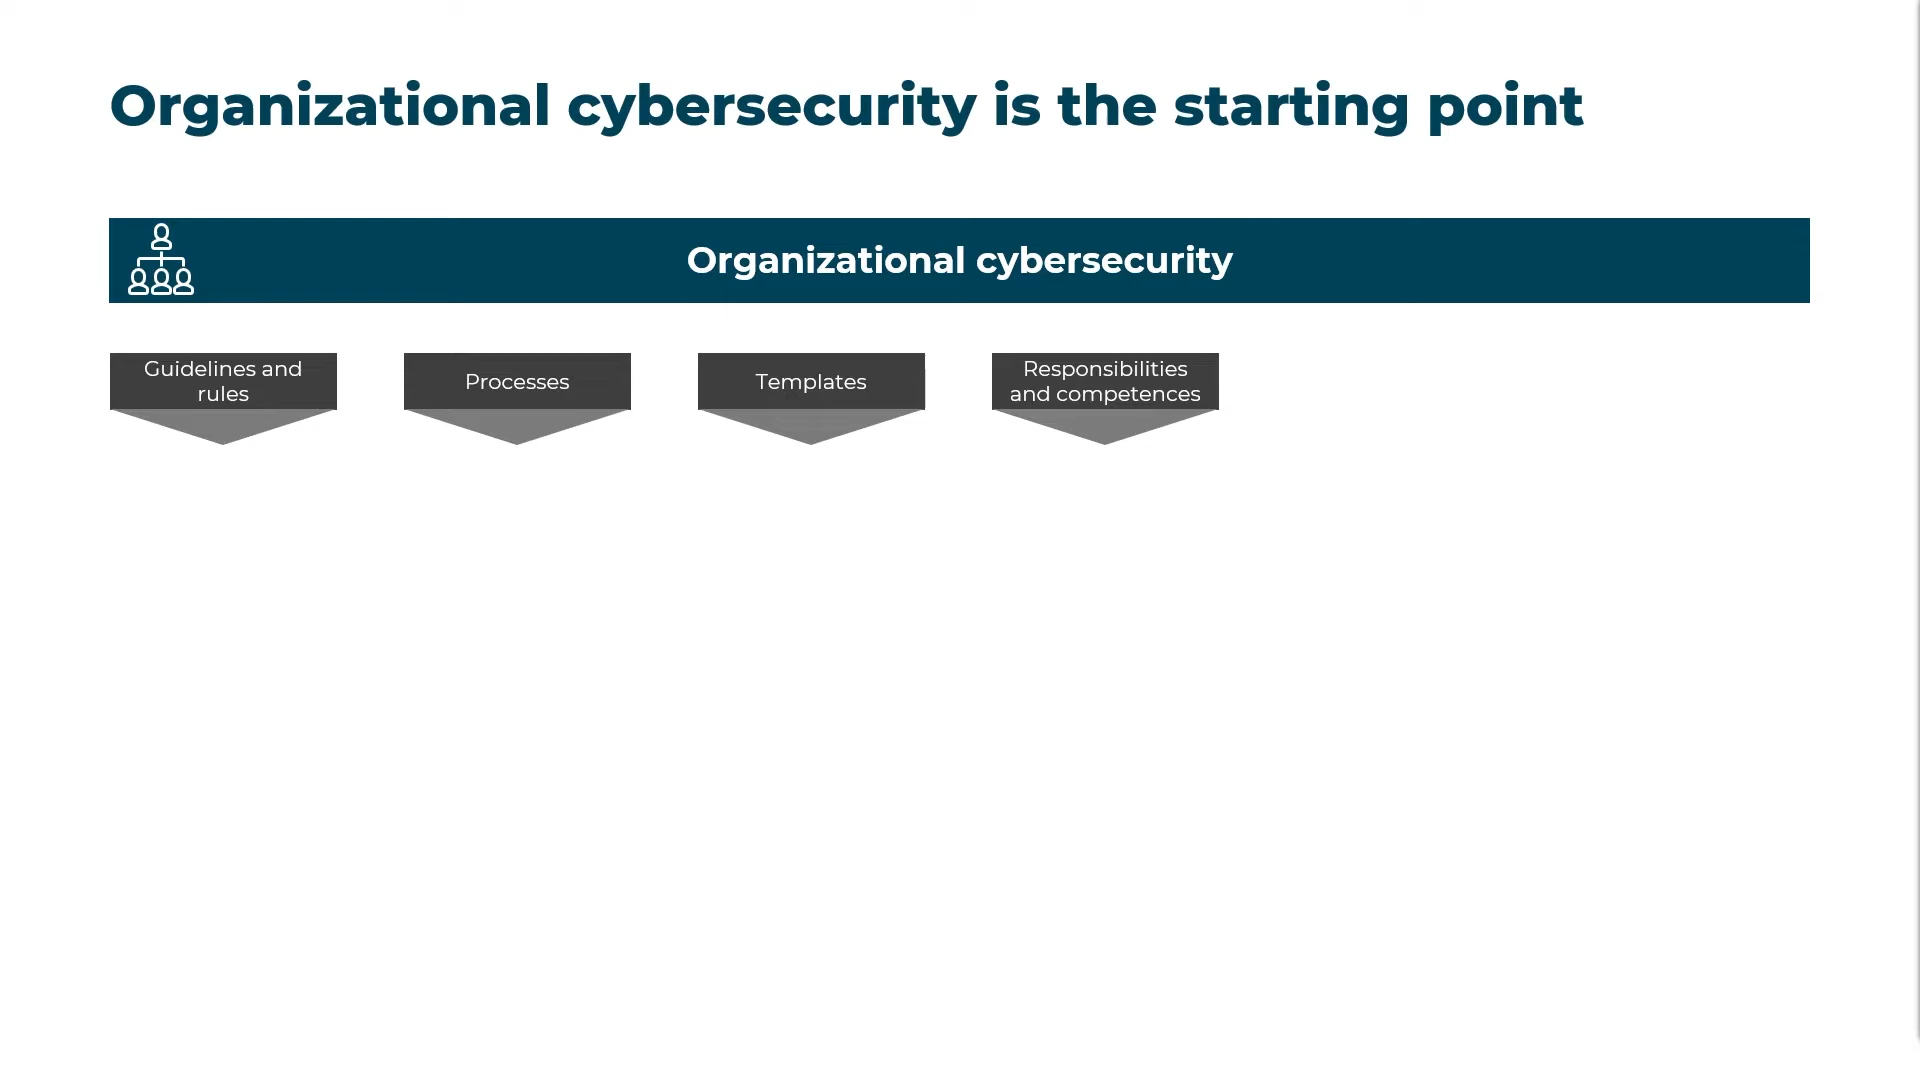 Organizational cybersecurity is the starting point
Organizational cybersecurity
Guidelines and
rules
Processes
Templates
Responsibilities
and competences